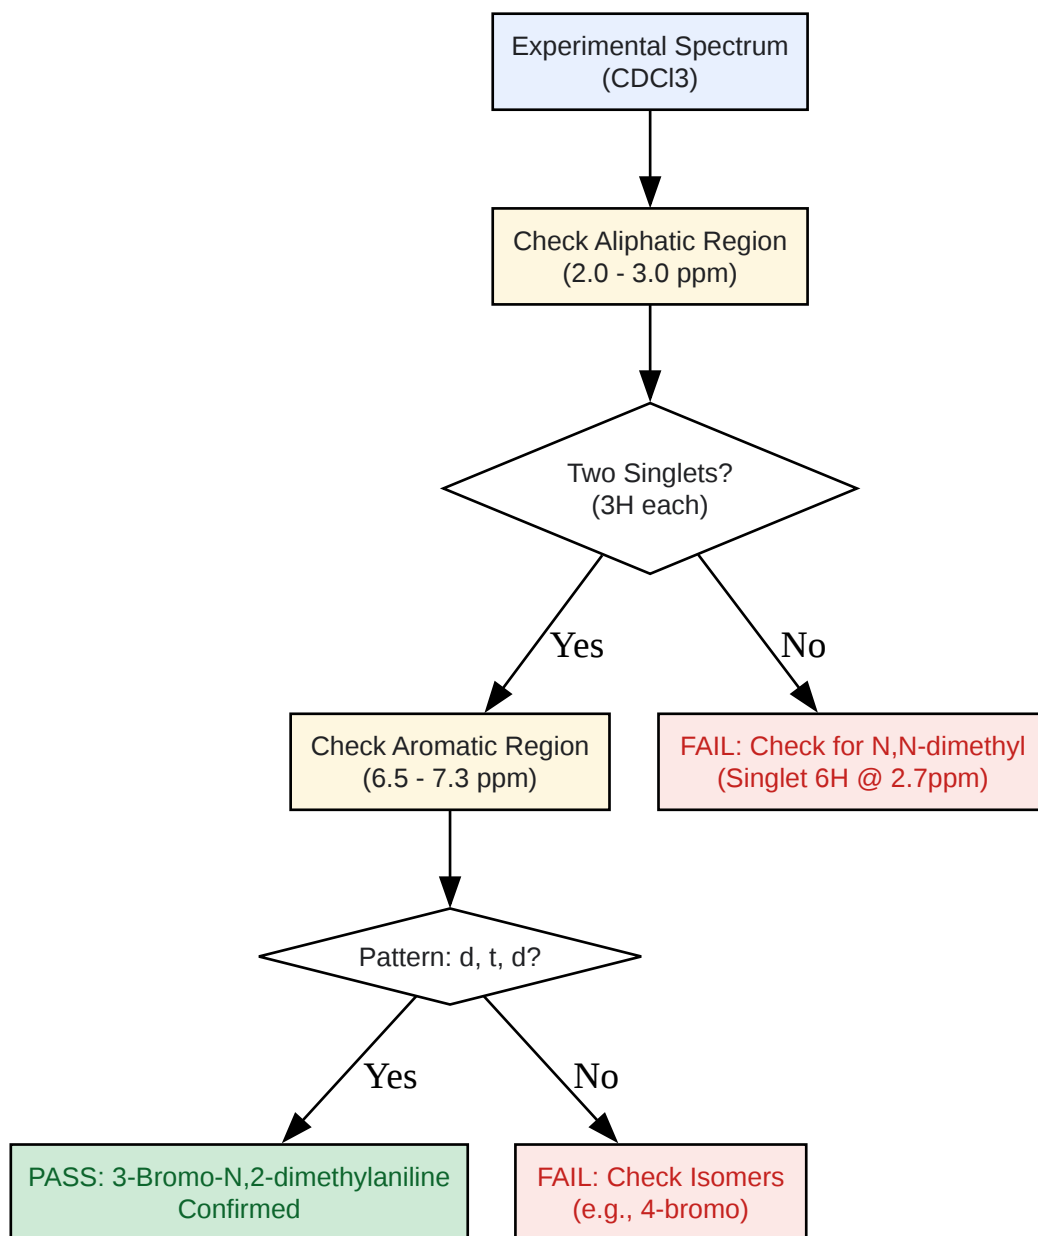 Experimental Spectrum
(CDCl3)
Check Aliphatic Region
(2.0 - 3.0 ppm)
Two Singlets?
(3H each)
Yes
No
Check Aromatic Region
(6.5 - 7.3 ppm)
FAIL: Check for N,N-dimethyl
(Singlet 6H @ 2.7ppm)
Pattern: d, t, d?
Yes
No
PASS: 3-Bromo-N,2-dimethylaniline
Confirmed
FAIL: Check Isomers
(e.g., 4-bromo)